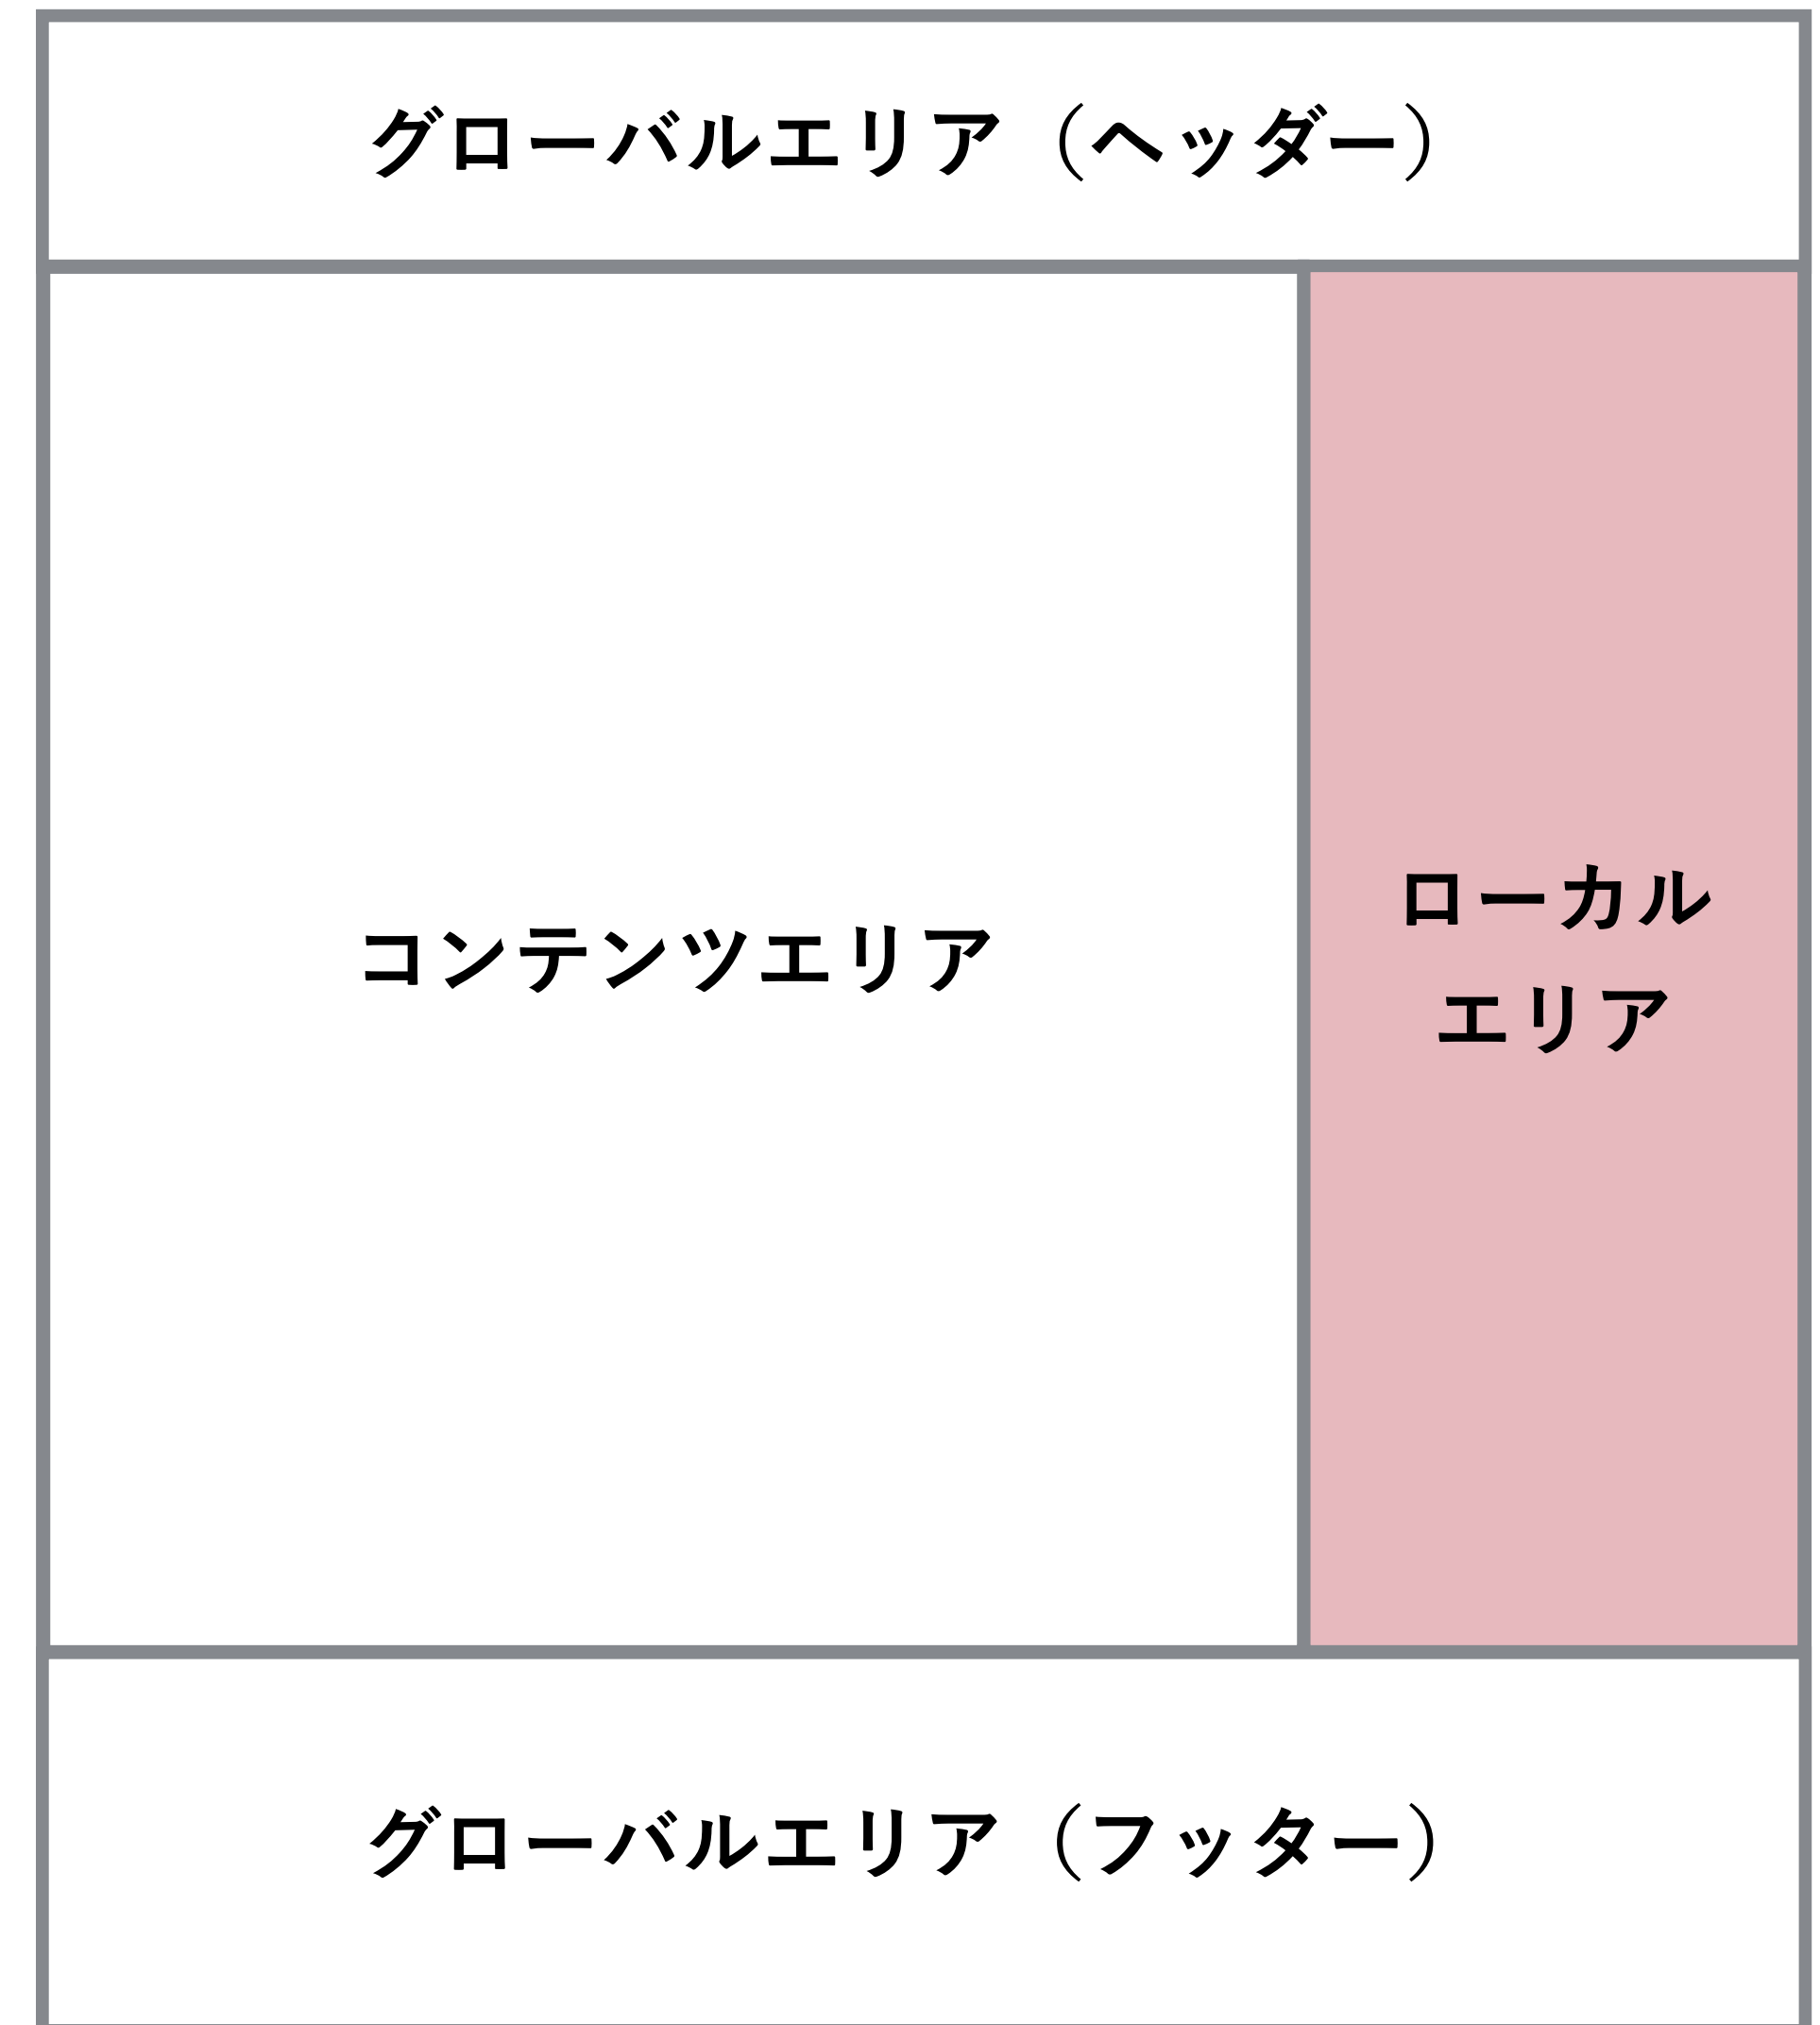 グローバルエリア（ヘッダー）
コンテンツエリア
ローカル
エリア
グローバルエリア（フッター）